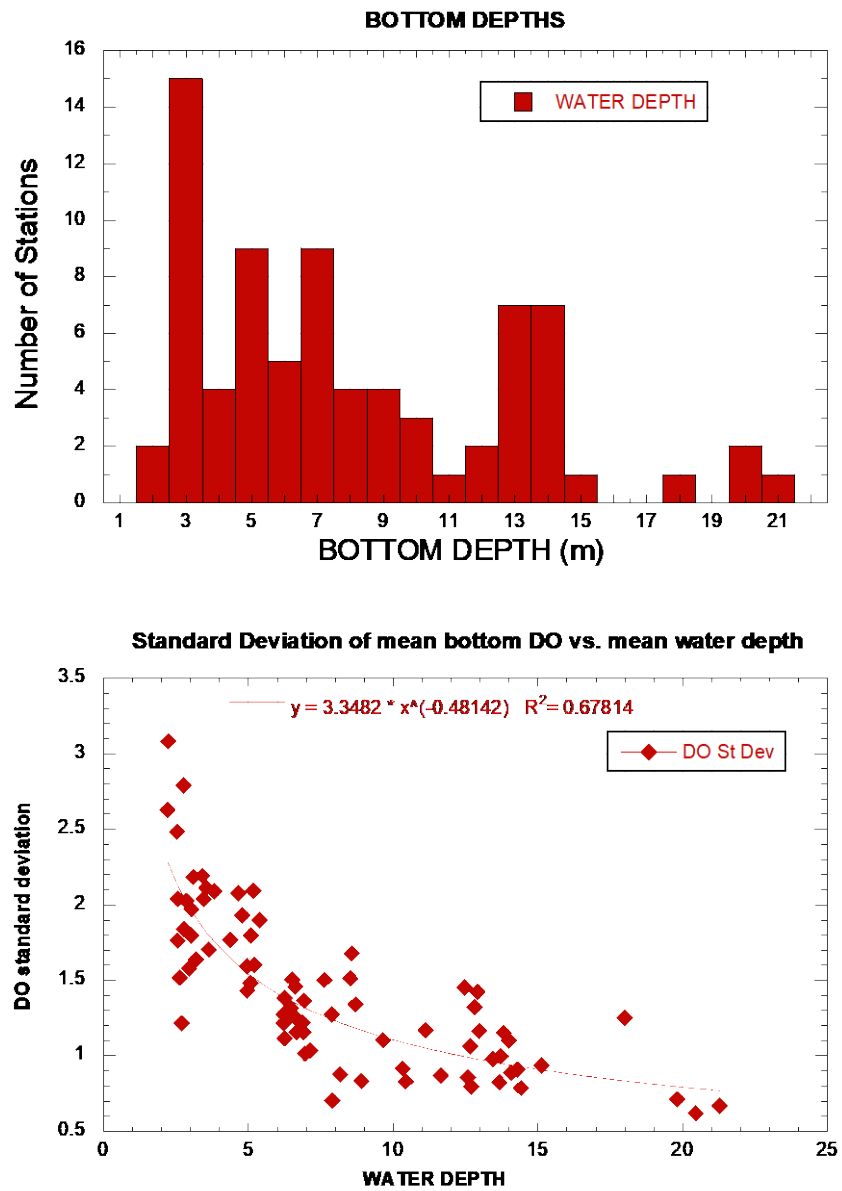 BOTTOM DEPTHS
16
14
12
10
8
6
4
2
0
Number of Stations
WATER DEPTH
1 3 5 7 9 11 13 15 17 19 21
BOTTOM DEPTH (m)
Standard Deviation of mean bottom DO vs. mean water depth
3.5
3
2.5
2
1.5
1
0.5
DO standard deviation
y = 3.3482 * x^(-0.48142) R²= 0.67814
DO St Dev
0 5 10 15 20 25
WATER DEPTH